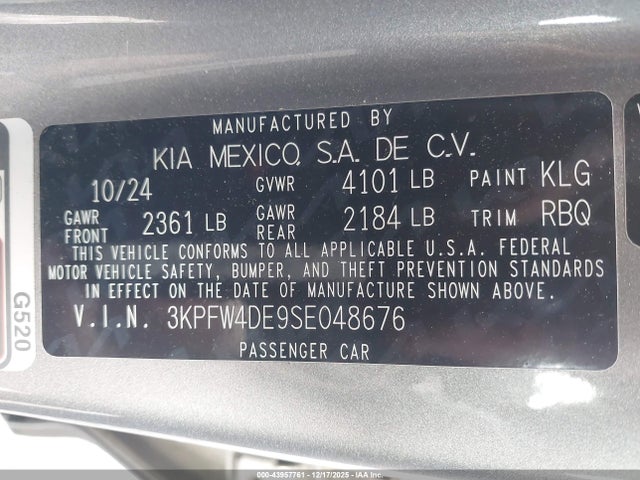 MANUFACTURED BY
KIA MEXICO, S.A. DE C.V.
10/24 GVWR 4101 LB PAINT KLG
GAWR FRONT 2361 LB GAWR REAR 2184 LB TRIM RBQ
THIS VEHICLE CONFORMS TO ALL APPLICABLE U.S.A. FEDERAL
MOTOR VEHICLE SAFETY, BUMPER, AND THEFT PREVENTION STANDARDS
IN EFFECT ON THE DATE OF MANUFACTURE SHOWN ABOVE.
V.I.N. 3KPFW4DE9SE048676
PASSENGER CAR
G520
000-43957761 - 12/17/2025 - IAAI, Inc.